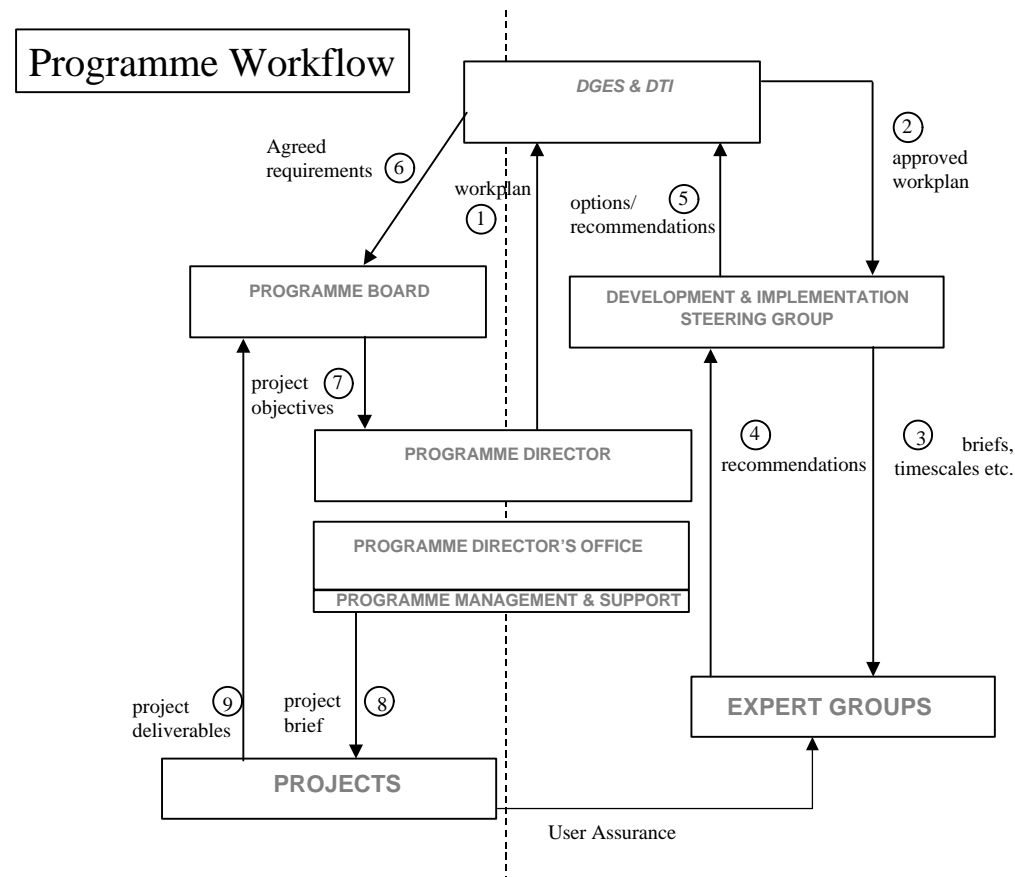 Programme Workflow
DGES & DTI
2
approved
workplan
Agreed
requirements
6
workplan
1
options/
recommendations
5
PROGRAMME BOARD
DEVELOPMENT & IMPLEMENTATION
STEERING GROUP
project
objectives
7
PROGRAMME DIRECTOR
4
recommendations
3
briefs,
timescales etc.
PROGRAMME DIRECTOR'S OFFICE
PROGRAMME MANAGEMENT & SUPPORT
project
deliverables
9
project
brief
8
EXPERT GROUPS
PROJECTS
User Assurance